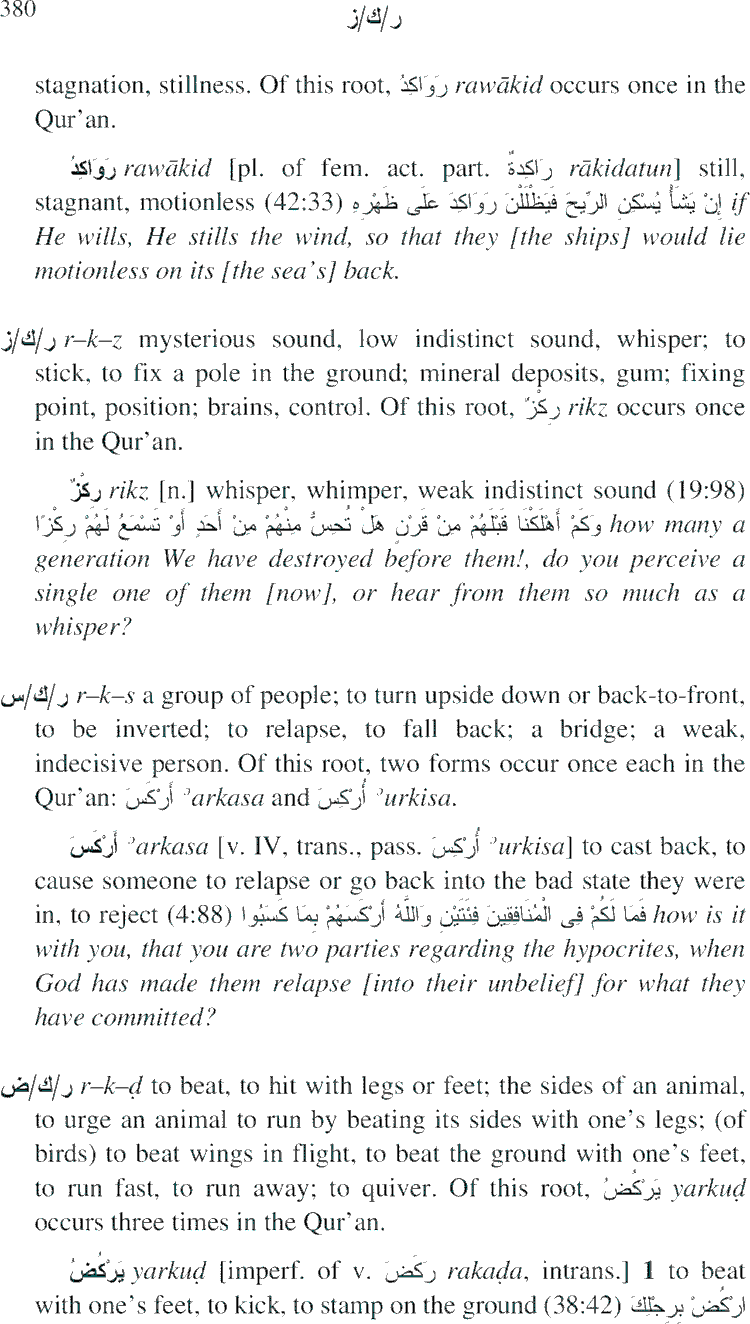 380
ر/ك/ز
stagnation, stillness. Of this root, رَوَاكِدُ rawākid occurs once in the
Qur’an.
رَوَاكِدُ rawākid [pl. of fem. act. part. رَاكِدةٌ rākidatun] still,
stagnant, motionless (42:33) إِنْ يَشَأْ يُسْكِنِ الرِّيحَ فَيَظْلَلْنَ رَوَاكِدَ عَلَى ظَهْرِهِ if
He wills, He stills the wind, so that they [the ships] would lie
motionless on its [the sea’s] back.
ر/ك/ز r–k–z mysterious sound, low indistinct sound, whisper; to
stick, to fix a pole in the ground; mineral deposits, gum; fixing
point, position; brains, control. Of this root, رِكْزٌ rikz occurs once
in the Qur’an.
رِكْزٌ rikz [n.] whisper, whimper, weak indistinct sound (19:98)
وَكَمْ أَهْلَكْنَا قَبْلَهُمْ مِنْ قَرْنٍ هَلْ تُحِسُّ مِنْهُمْ مِنْ أَحَدٍ أَوْ تَسْمَعُ لَهُمْ رِكْزًا how many a
generation We have destroyed before them!, do you perceive a
single one of them [now], or hear from them so much as a
whisper?
ر/ك/س r–k–s a group of people; to turn upside down or back-to-front,
to be inverted; to relapse, to fall back; a bridge; a weak,
indecisive person. Of this root, two forms occur once each in the
Qur’an: أَرْكَسَ ʾarkasa and أُرْكِسَ ʾurkisa.
أَرْكَسَ ʾarkasa [v. IV, trans., pass. أُرْكِسَ ʾurkisa] to cast back, to
cause someone to relapse or go back into the bad state they were
in, to reject (4:88) فَمَا لَكُمْ فِى الْمُنَافِقِينَ فِئَتَيْنِ وَاللَّهُ أَرْكَسَهُمْ بِمَا كَسَبُوا how is it
with you, that you are two parties regarding the hypocrites, when
God has made them relapse [into their unbelief] for what they
have committed?
ر/ك/ض r–k–ḍ to beat, to hit with legs or feet; the sides of an animal,
to urge an animal to run by beating its sides with one’s legs; (of
birds) to beat wings in flight, to beat the ground with one’s feet,
to run fast, to run away; to quiver. Of this root, يَرْكُضُ yarkuḍ
occurs three times in the Qur’an.
يَرْكُضُ yarkuḍ [imperf. of v. رَكَضَ rakaḍa, intrans.] 1 to beat
with one’s feet, to kick, to stamp on the ground (38:42) ارْكُضْ بِرِجْلِكَ